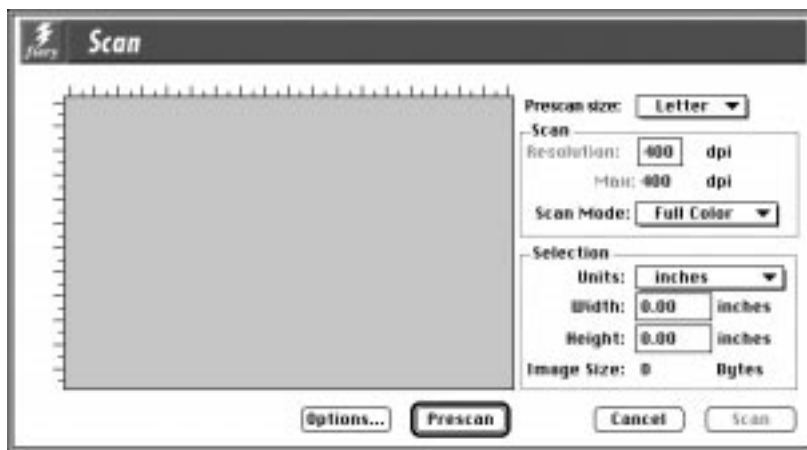 fiery Scan
Prescan size: Letter
Scan
Resolution: 400 dpi
Max: 400 dpi
Scan Mode: Full Color
Selection
Units: inches
Width: 0.00 inches
Height: 0.00 inches
Image Size: 0 Bytes
Options... Prescan Cancel Scan